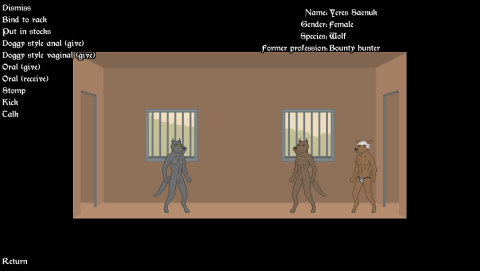 Dismiss
Bind to rack
Put in stocks
Doggy style anal (give)
Doggy style vaginal (give)
Oral (give)
Oral (receive)
Stomp
Kick
Talk
Name: Yeres Saenuk
Gender: Female
Species: Wolf
Former profession: Bounty hunter
Return